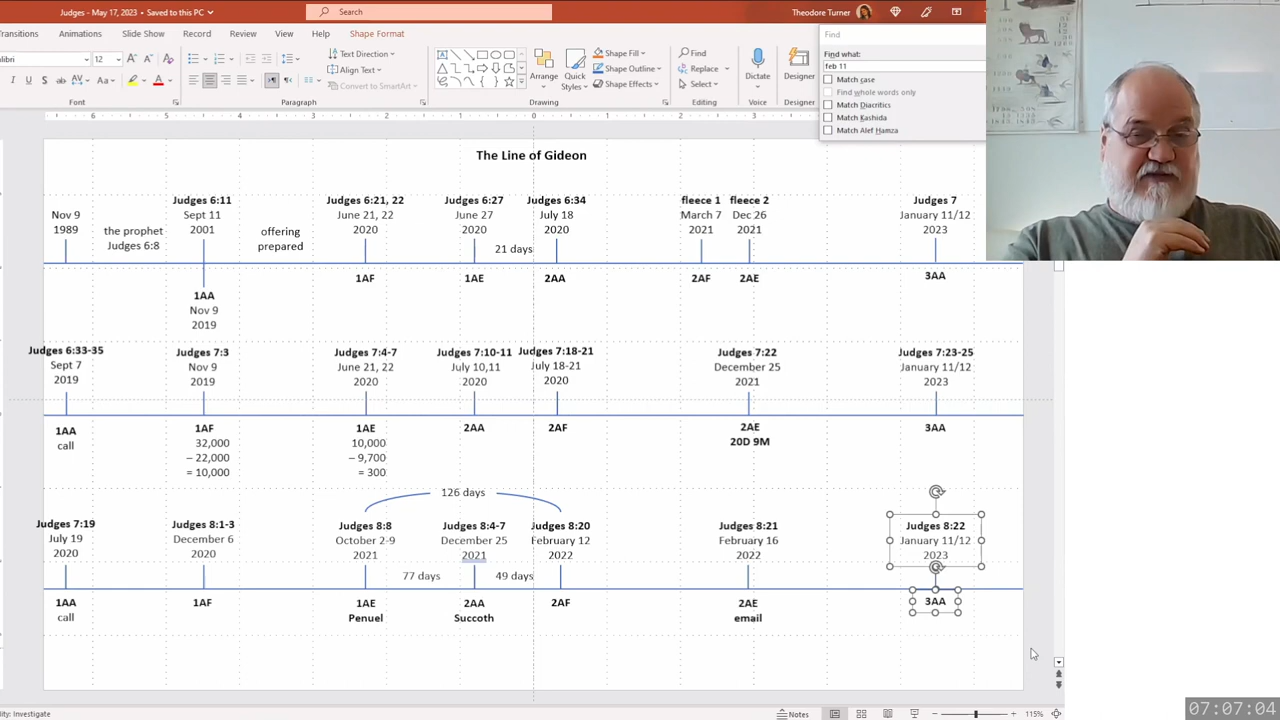 Judges - May 17, 2023 • Saved to this PC
Search
Theodore Turner
Transitions
Animations
Slide Show
Record
Review
View
Help
Shape Format
12
Text Direction
Align Text
Convert to SmartArt
Arrange
Quick Styles
Shape Fill
Shape Outline
Shape Effects
Find
Replace
Select
Dictate
Designer
Font
Paragraph
Drawing
Editing
Voice
Designer
Find
Find what:
feb 11
Match case
Find whole words only
Match Diacritics
Match Kashida
Match Alef Hamza
The Line of Gideon
Nov 9
1989
the prophet
Judges 6:8
Judges 6:11
Sept 11
2001
offering
prepared
Judges 6:21, 22
June 21, 22
2020
Judges 6:27
June 27
2020
21 days
Judges 6:34
July 18
2020
fleece 1
March 7
2021
fleece 2
Dec 26
2021
Judges 7
January 11/12
2023
1AA
Nov 9
2019
1AF
1AE
2AA
2AF
2AE
3AA
Judges 6:33-35
Sept 7
2019
Judges 7:3
Nov 9
2019
Judges 7:4-7
June 21, 22
2020
Judges 7:10-11
July 10,11
2020
Judges 7:18-21
July 18-21
2020
Judges 7:22
December 25
2021
Judges 7:23-25
January 11/12
2023
1AA
call
1AF
32,000
– 22,000
= 10,000
1AE
10,000
– 9,700
= 300
2AA
2AF
2AE
20D 9M
3AA
126 days
Judges 7:19
July 19
2020
Judges 8:1-3
December 6
2020
Judges 8:8
October 2-9
2021
77 days
Judges 8:4-7
December 25
2021
49 days
Judges 8:20
February 12
2022
Judges 8:21
February 16
2022
Judges 8:22
January 11/12
2023
1AA
call
1AF
1AE
Penuel
2AA
Succoth
2AF
2AE
email
3AA
Notes
115%
07:07:04